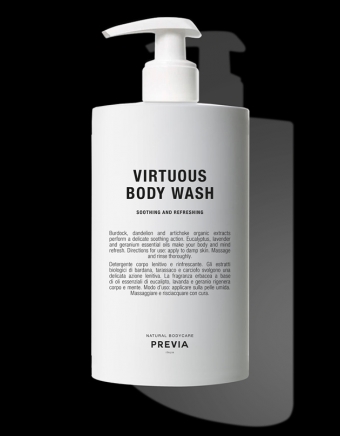 VIRTUOUS
BODY WASH
SOOTHING AND REFRESHING
Burdock, dandelion and artichoke organic extracts
perform a delicate soothing action. Eucalyptus, lavender
and geranium essential oils make your body and mind
refresh. Directions for use: apply to damp skin. Massage
and rinse thoroughly.
Detergente corpo lenitivo e rinfrescante. Gli estratti
biologici di bardana, tarassaco e carciofo svolgono una
delicata azione lenitiva. La fragranza erbacea a base
di oli essenziali di eucalipto, lavanda e geranio rigenera
corpo e mente. Modo d'uso: applicare sulla pelle umida.
Massaggiare e risciacquare con cura.
NATURAL BODYCARE
PREVIA